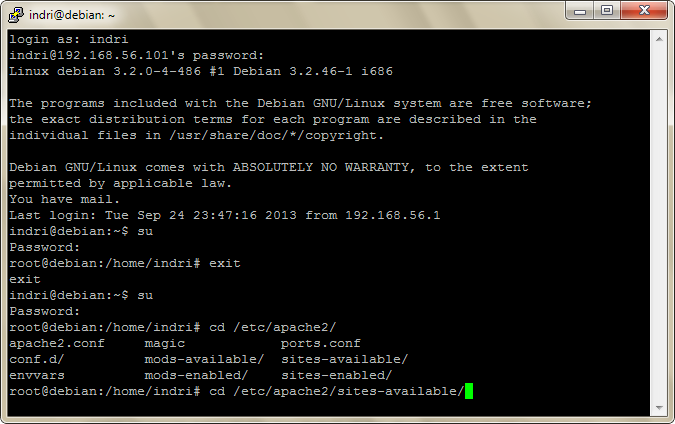 indri@debian: ~
login as: indri
indri@192.168.56.101's password:
Linux debian 3.2.0-4-486 #1 Debian 3.2.46-1 i686
The programs included with the Debian GNU/Linux system are free software;
the exact distribution terms for each program are described in the
individual files in /usr/share/doc/*/copyright.
Debian GNU/Linux comes with ABSOLUTELY NO WARRANTY, to the extent
permitted by applicable law.
You have mail.
Last login: Tue Sep 24 23:47:16 2013 from 192.168.56.1
indri@debian:~$ su
Password:
root@debian:/home/indri# exit
exit
indri@debian:~$ su
Password:
root@debian:/home/indri# cd /etc/apache2/
apache2.conf     magic            ports.conf
conf.d/          mods-available/  sites-available/
envvars          mods-enabled/    sites-enabled/
root@debian:/home/indri# cd /etc/apache2/sites-available/